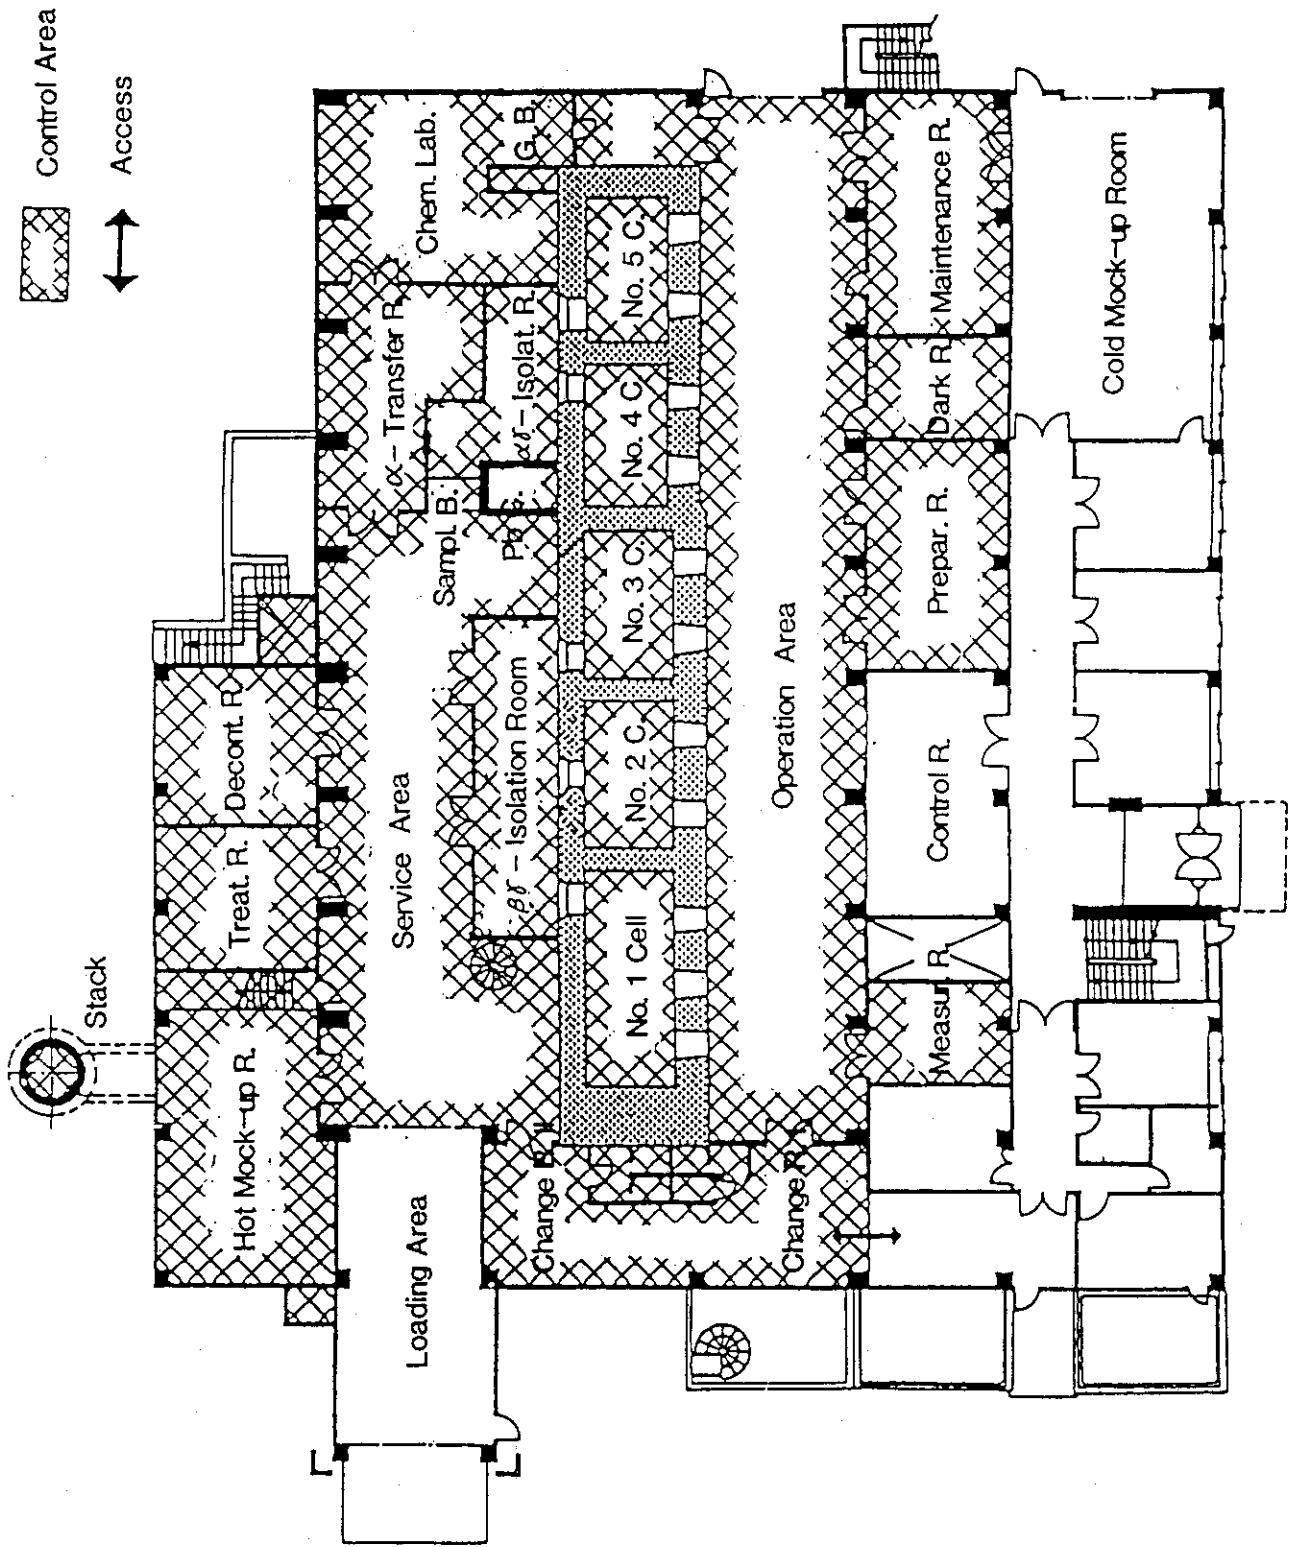 Control Area
Access
Stack
Hot Mock-up R.
Treat. R.
Decont. R.
Loading Area
Service Area
Sampl. B.
α- Transfer R.
Chem. Lab.
G. B.
βγ - Isolation Room
αγ - Isolat. R.
No. 1 Cell
No. 2 C.
No. 3 C.
No. 4 C.
No. 5 C.
Change R.
Change R.
Operation Area
Measur. R.
Control R.
Prepar. R.
Dark R.
Maintenance R.
Cold Mock-up Room